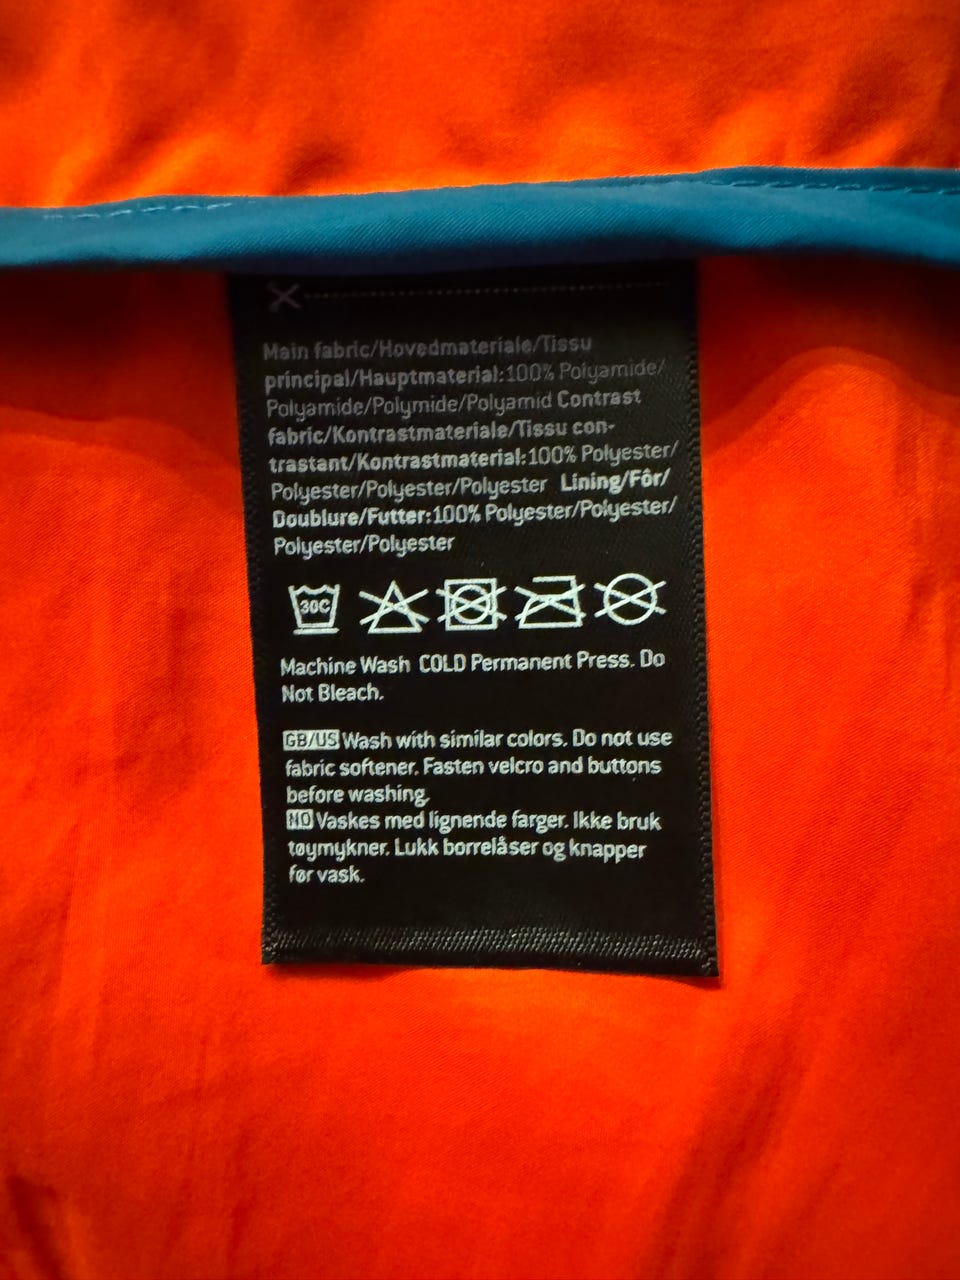 Main fabric/Hovedmateriale/Tissu
principal/Hauptmaterial:100% Polyamide/
Polyamide/Polymide/Polyamid Contrast
fabric/Kontrastmateriale/Tissu con-
trastant/Kontrastmaterial:100% Polyester/
Polyester/Polyester/Polyester Lining/Fôr/
Doublure/Futter:100% Polyester/Polyester/
Polyester/Polyester
30C
Machine Wash COLD Permanent Press. Do
Not Bleach.
GB/US Wash with similar colors. Do not use
fabric softener. Fasten velcro and buttons
before washing.
NO Vaskes med lignende farger. Ikke bruk
tøymykner. Lukk borrelåser og knapper
før vask.